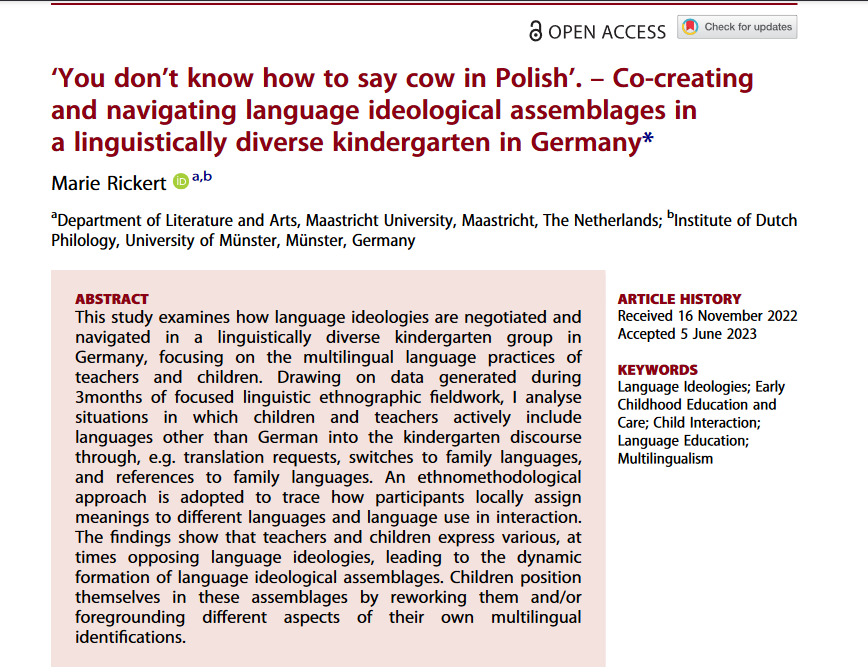 OPEN ACCESS
Check for updates
‘You don’t know how to say cow in Polish’. – Co-creating
and navigating language ideological assemblages in
a linguistically diverse kindergarten in Germany*
Marie Rickert iD a,b
aDepartment of Literature and Arts, Maastricht University, Maastricht, The Netherlands; bInstitute of Dutch
Philology, University of Münster, Münster, Germany
ABSTRACT
This study examines how language ideologies are negotiated and
navigated in a linguistically diverse kindergarten group in
Germany, focusing on the multilingual language practices of
teachers and children. Drawing on data generated during
3months of focused linguistic ethnographic fieldwork, I analyse
situations in which children and teachers actively include
languages other than German into the kindergarten discourse
through, e.g. translation requests, switches to family languages,
and references to family languages. An ethnomethodological
approach is adopted to trace how participants locally assign
meanings to different languages and language use in interaction.
The findings show that teachers and children express various, at
times opposing language ideologies, leading to the dynamic
formation of language ideological assemblages. Children position
themselves in these assemblages by reworking them and/or
foregrounding different aspects of their own multilingual
identifications.
ARTICLE HISTORY
Received 16 November 2022
Accepted 5 June 2023
KEYWORDS
Language Ideologies; Early
Childhood Education and
Care; Child Interaction;
Language Education;
Multilingualism